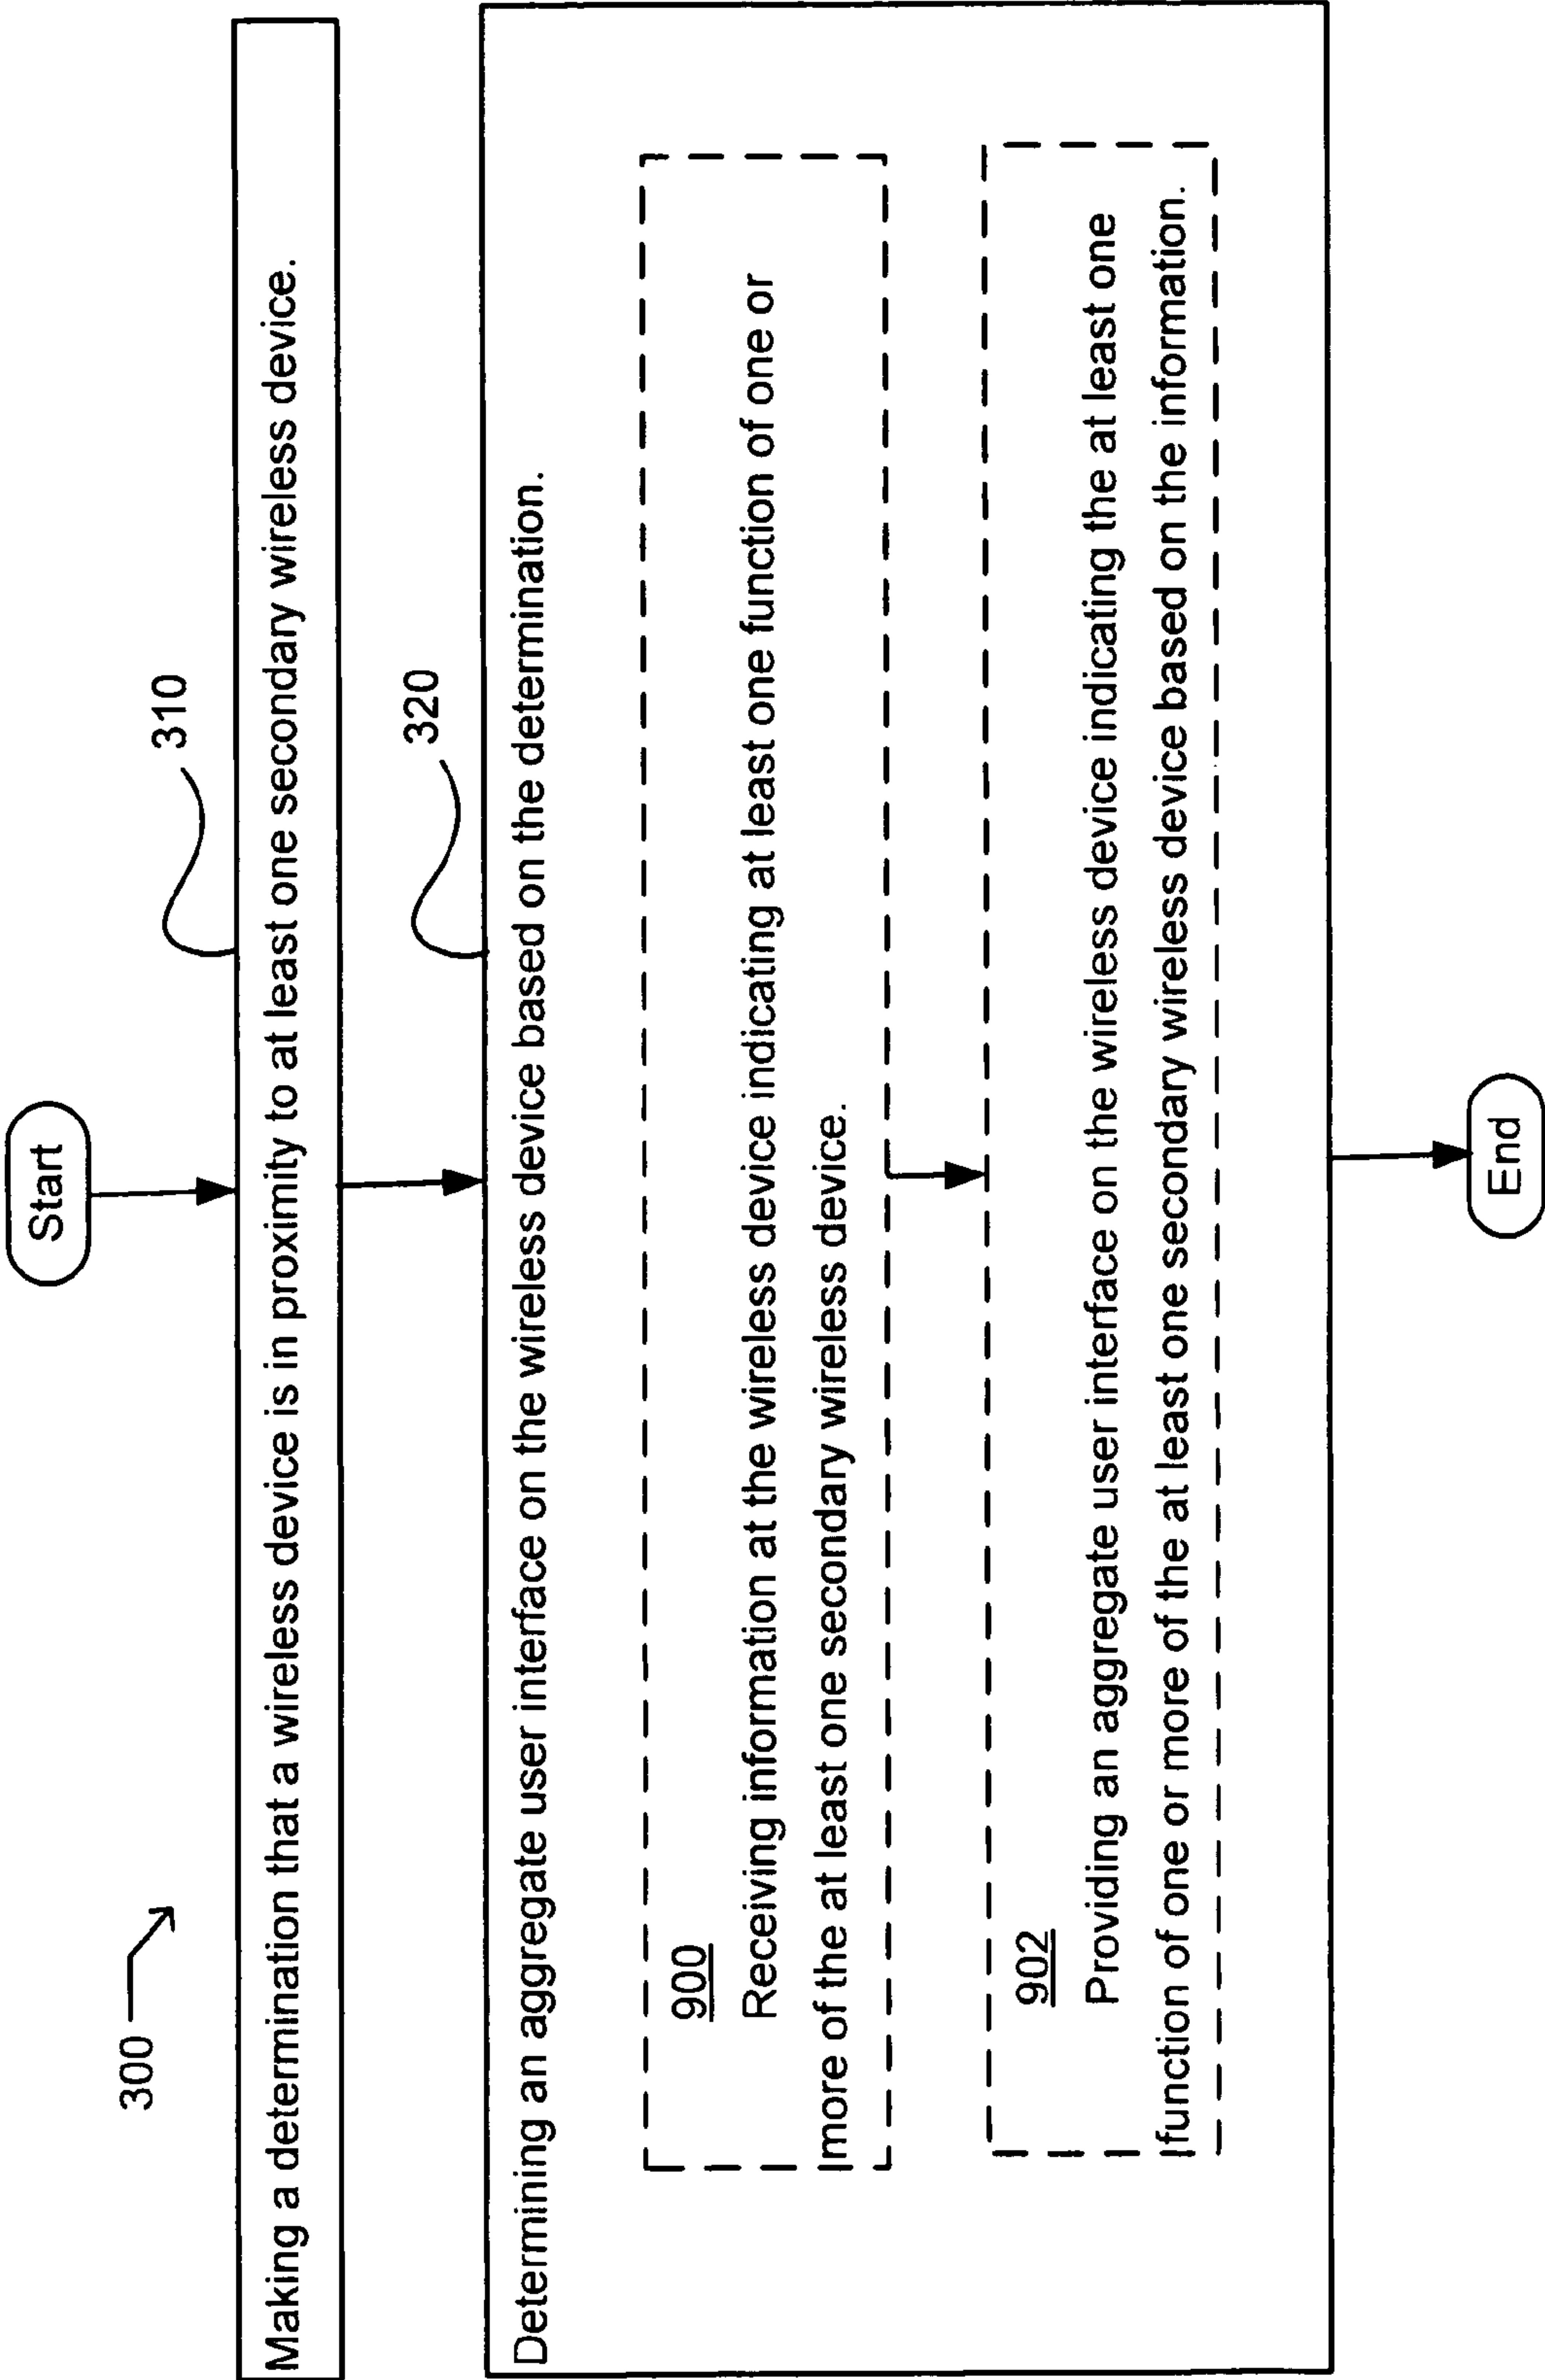 Start
300
310
Making a determination that a wireless device is in proximity to at least one secondary wireless device.
320
Determining an aggregate user interface on the wireless device based on the determination.
900
Receiving information at the wireless device indicating at least one function of one or
more of the at least one secondary wireless device.
902
Providing an aggregate user interface on the wireless device indicating the at least one
function of one or more of the at least one secondary wireless device based on the information.
End